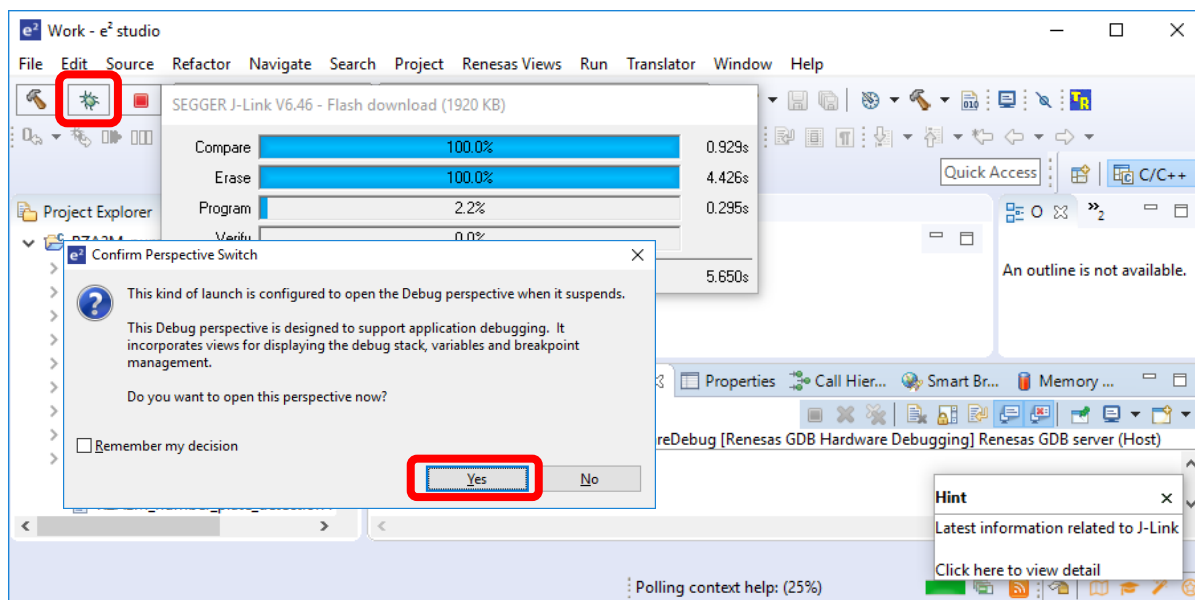 e² Work - e² studio
File Edit Source Refactor Navigate Search Project Renesas Views Run Translator Window Help
SEGGER J-Link V6.46 - Flash download (1920 KB)
Compare 100.0% 0.929s
Erase 100.0% 4.426s
Program 2.2% 0.295s
Verify 0.0%
5.650s
Quick Access C/C++
Project Explorer
O 2
An outline is not available.
e² Confirm Perspective Switch
This kind of launch is configured to open the Debug perspective when it suspends.
This Debug perspective is designed to support application debugging. It
incorporates views for displaying the debug stack, variables and breakpoint
management.
Do you want to open this perspective now?
Remember my decision
Yes No
Properties Call Hier... Smart Br... Memory ...
reDebug [Renesas GDB Hardware Debugging] Renesas GDB server (Host)
Hint
Latest information related to J-Link
Click here to view detail
Polling context help: (25%)